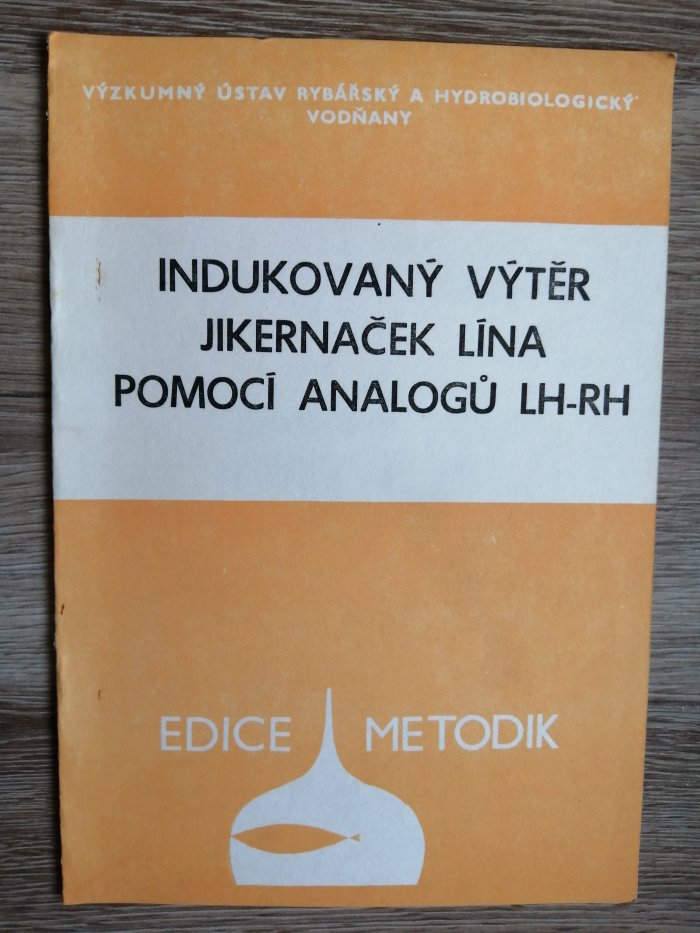 VÝZKUMNÝ ÚSTAV RYBÁŘSKÝ A HYDROBIOLOGICKÝ
VODŇANY
INDUKOVANÝ VÝTĚR
JIKERNAČEK LÍNA
POMOCÍ ANALOGŮ LH-RH
EDICE METODIK